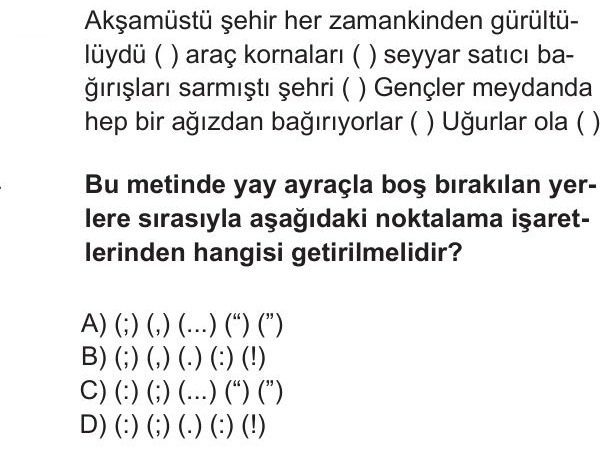 Akşamüstü şehir her zamankinden gürültü-
lüydü ( ) araç kornaları ( ) seyyar satıcı ba-
ğırışları sarmıştı şehri ( ) Gençler meydanda
hep bir ağızdan bağırıyorlar ( ) Uğurlar ola ( )
Bu metinde yay ayraçla boş bırakılan yer-
lere sırasıyla aşağıdaki noktalama işaret-
lerinden hangisi getirilmelidir?
A) (;) (,) (...) (“) (”)
B) (;) (,) (.) (:) (!)
C) (:) (;) (...) (“) (”)
D) (:) (;) (.) (:) (!)